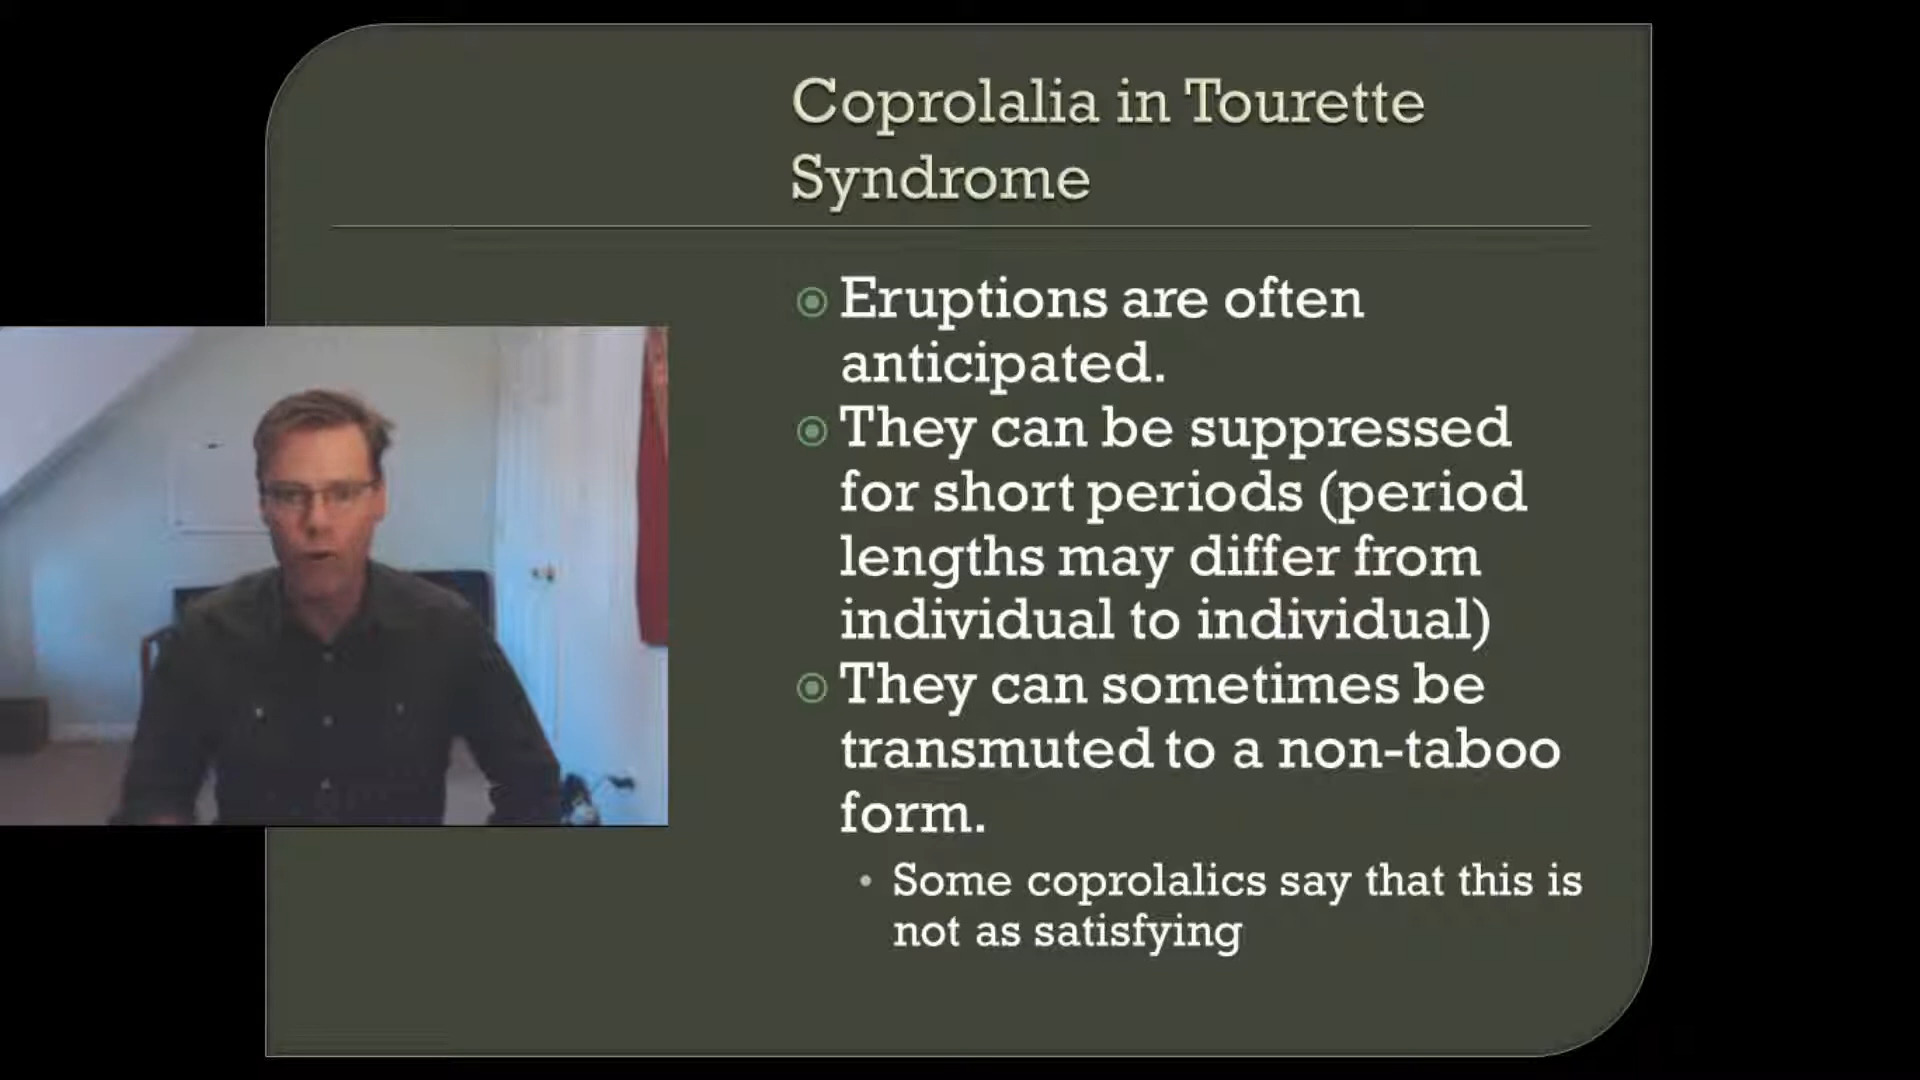 Coprolalia in Tourette
Syndrome
Eruptions are often
anticipated.
They can be suppressed
for short periods (period
lengths may differ from
individual to individual)
They can sometimes be
transmuted to a non-taboo
form.
Some coprolalics say that this is
not as satisfying